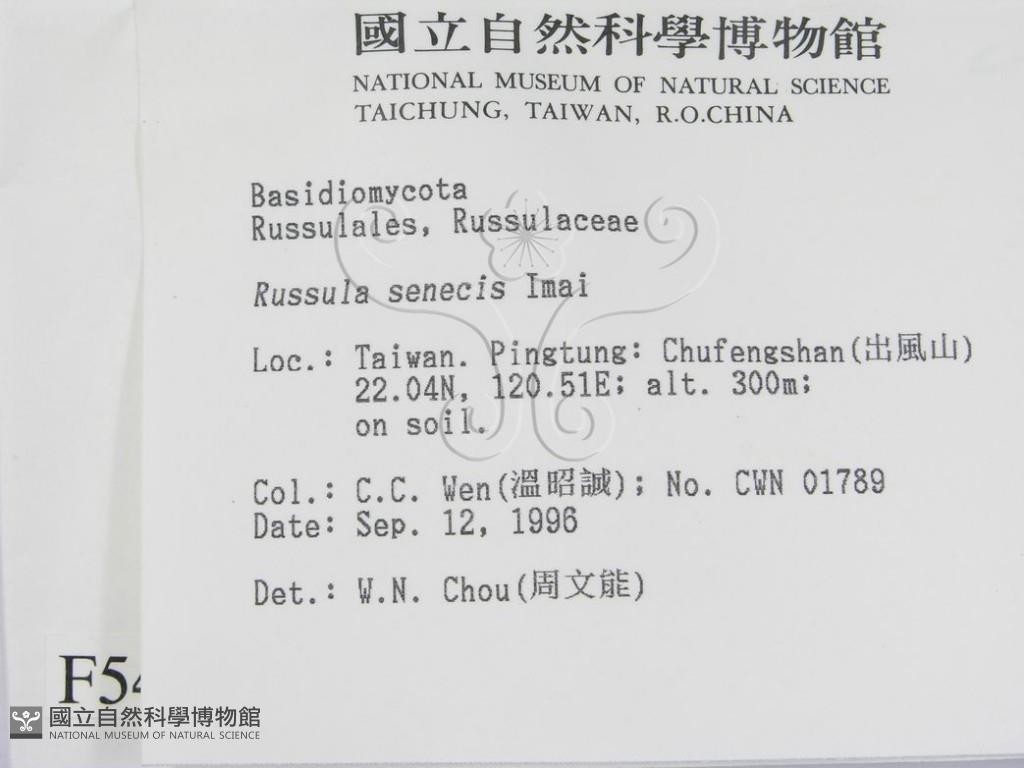 國立自然科學博物館
NATIONAL MUSEUM OF NATURAL SCIENCE
TAICHUNG, TAIWAN, R.O.CHINA
Basidiomycota
Russulales, Russulaceae
Russula senecis Imai
Loc.: Taiwan. Pingtung: Chufengshan(出風山)
22.04N, 120.51E; alt. 300m;
on soil.
Col.: C.C. Wen(溫昭誠); No. CWN 01789
Date: Sep. 12, 1996
Det.: W.N. Chou(周文能)
F54
國立自然科學博物館
NATIONAL MUSEUM OF NATURAL SCIENCE